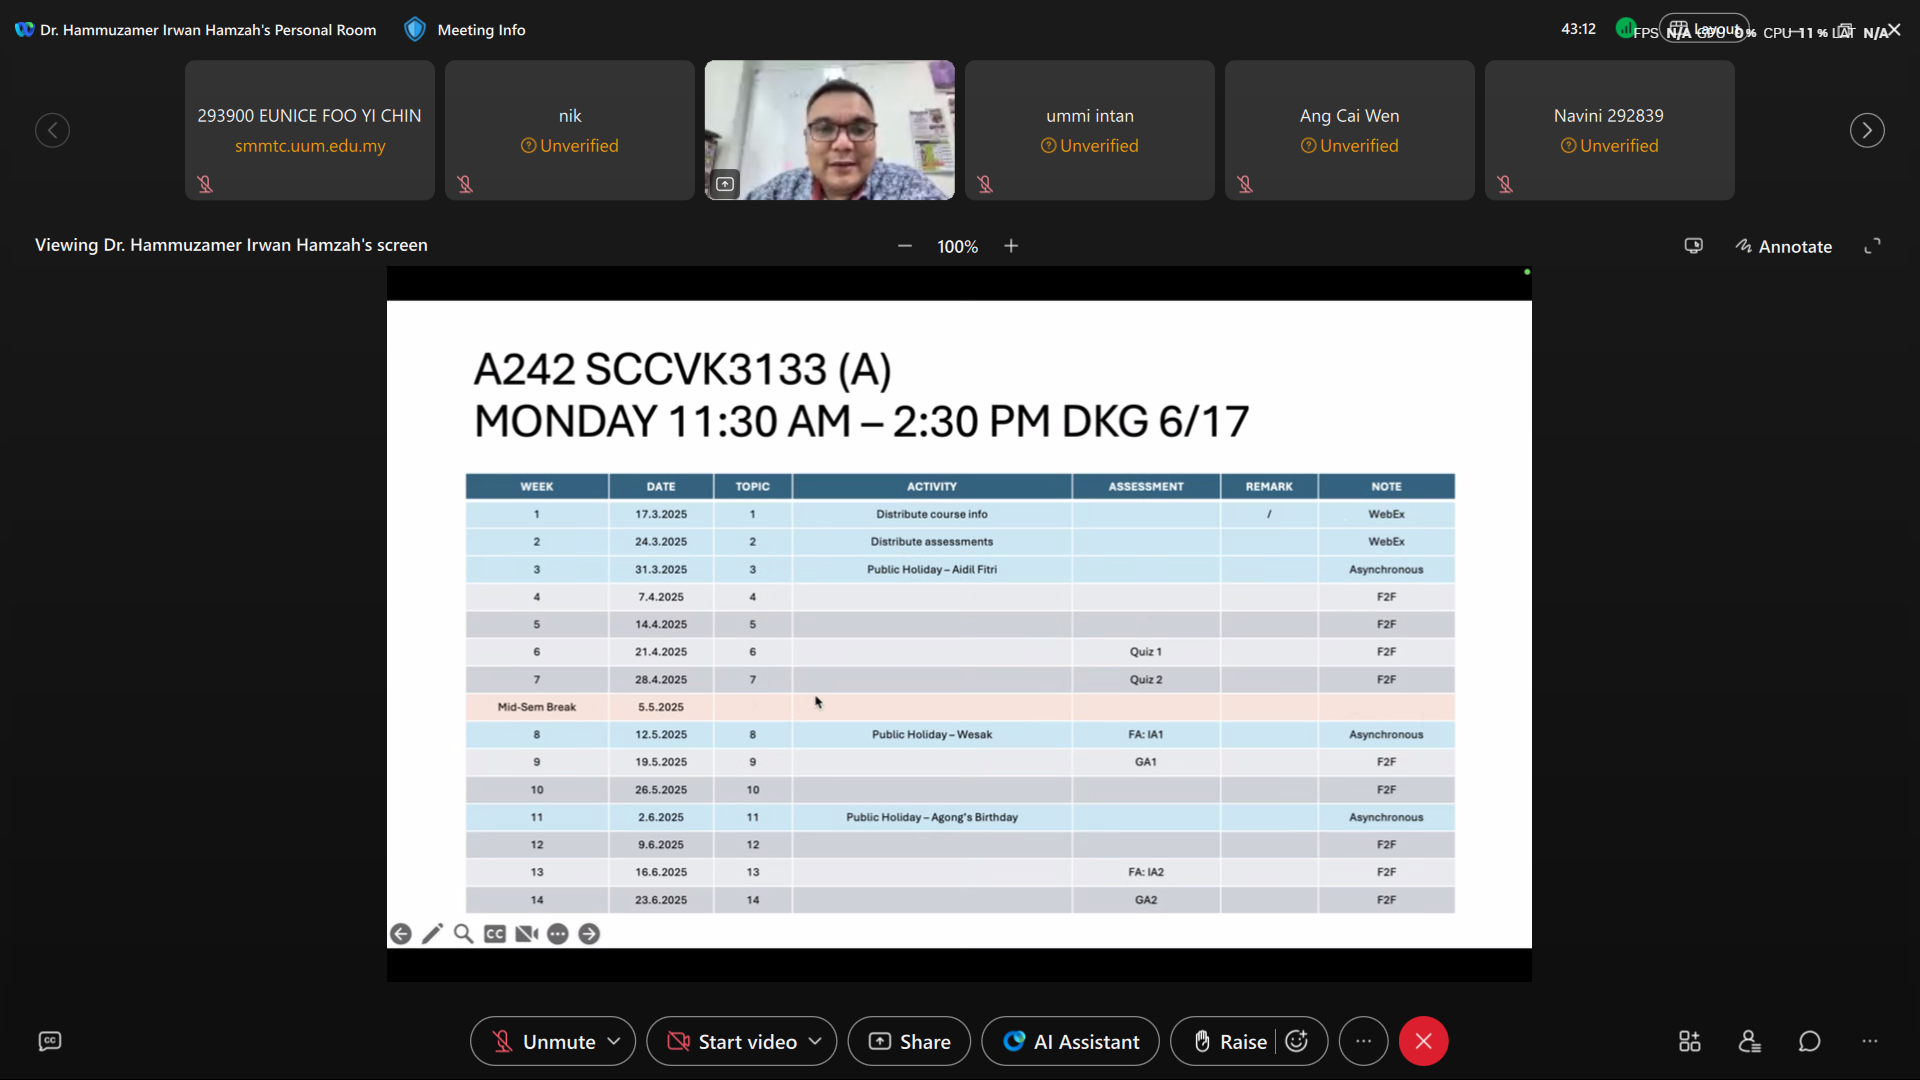 Dr. Hammuzamer Irwan Hamzah's Personal Room
Meeting Info
43:12
Layout
FPS N/A GPU 0% CPU 11% LAT N/A
293900 EUNICE FOO YI CHIN
smmtc.uum.edu.my
nik
Unverified
ummi intan
Unverified
Ang Cai Wen
Unverified
Navini 292839
Unverified
Viewing Dr. Hammuzamer Irwan Hamzah's screen
100%
Annotate
A242 SCCVK3133 (A)
MONDAY 11:30 AM – 2:30 PM DKG 6/17
WEEK DATE TOPIC ACTIVITY ASSESSMENT REMARK NOTE
1 17.3.2025 1 Distribute course info / WebEx
2 24.3.2025 2 Distribute assessments WebEx
3 31.3.2025 3 Public Holiday – Aidil Fitri Asynchronous
4 7.4.2025 4 F2F
5 14.4.2025 5 F2F
6 21.4.2025 6 Quiz 1 F2F
7 28.4.2025 7 Quiz 2 F2F
Mid-Sem Break 5.5.2025
8 12.5.2025 8 Public Holiday – Wesak FA: IA1 Asynchronous
9 19.5.2025 9 GA1 F2F
10 26.5.2025 10 F2F
11 2.6.2025 11 Public Holiday – Agong's Birthday Asynchronous
12 9.6.2025 12 F2F
13 16.6.2025 13 FA: IA2 F2F
14 23.6.2025 14 GA2 F2F
CC
CC
Unmute
Start video
Share
AI Assistant
Raise